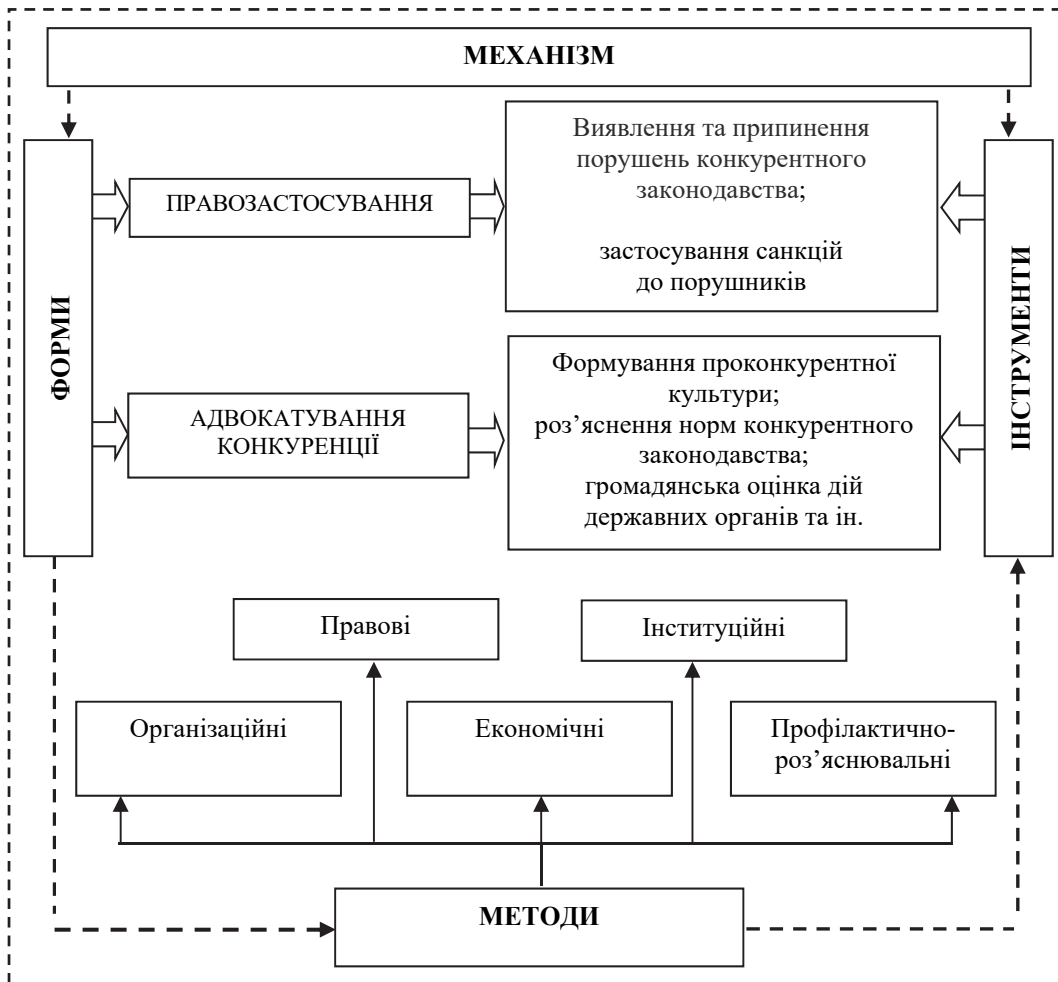 МЕХАНІЗМ
ФОРМИ
ПРАВОЗАСТОСУВАННЯ
Виявлення та припинення
порушень конкурентного
законодавства;
застосування санкцій
до порушників
ІНСТРУМЕНТИ
АДВОКАТУВАННЯ
КОНКУРЕНЦІЇ
Формування проконкурентної
культури;
роз’яснення норм конкурентного
законодавства;
громадянська оцінка дій
державних органів та ін.
Правові
Інституційні
Організаційні
Економічні
Профілактично-
роз’яснювальні
МЕТОДИ